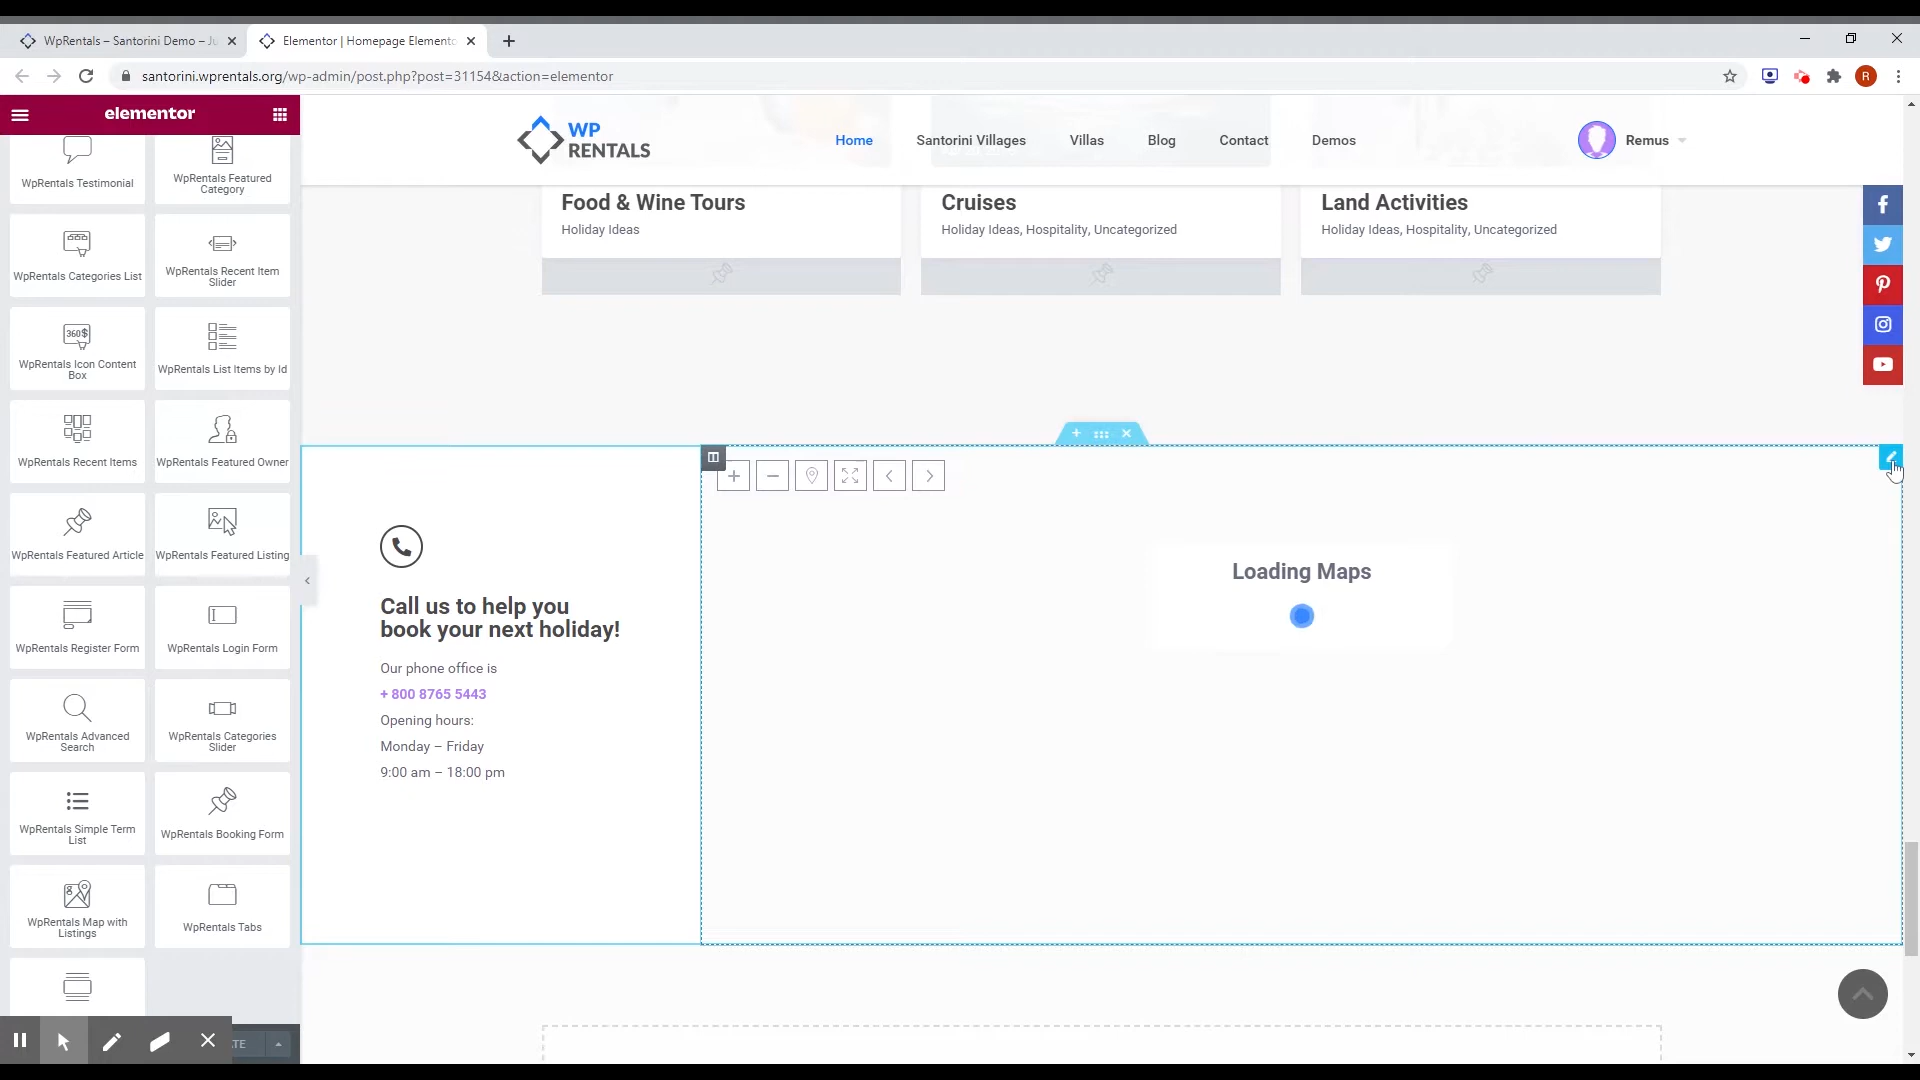 WpRentals – Santorini Demo – Ju
Elementor | Homepage Elemento
santorini.wprentals.org/wp-admin/post.php?post=31154&action=elementor
R
elementor
WpRentals Testimonial
WpRentals Featured
Category
WpRentals Categories List
WpRentals Recent Item
Slider
360$
WpRentals Icon Content
Box
WpRentals List Items by Id
WpRentals Recent Items
WpRentals Featured Owner
WpRentals Featured Article
WpRentals Featured Listing
WpRentals Register Form
WpRentals Login Form
WpRentals Advanced
Search
WpRentals Categories
Slider
WpRentals Simple Term
List
WpRentals Booking Form
WpRentals Map with
Listings
WpRentals Tabs
ATE
WP
RENTALS
Home
Santorini Villages
Villas
Blog
Contact
Demos
Remus
Food & Wine Tours
Holiday Ideas
Cruises
Holiday Ideas, Hospitality, Uncategorized
Land Activities
Holiday Ideas, Hospitality, Uncategorized
Call us to help you
book your next holiday!
Our phone office is
+ 800 8765 5443
Opening hours:
Monday – Friday
9:00 am – 18:00 pm
Loading Maps